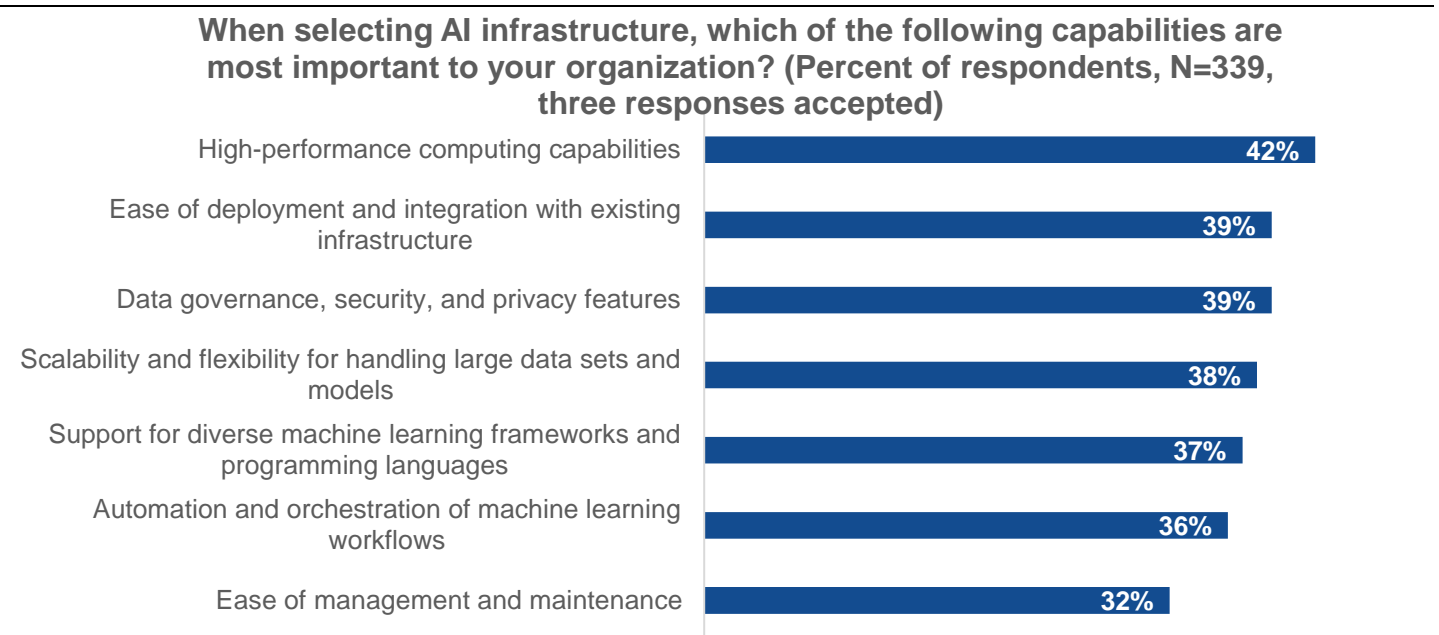 When selecting AI infrastructure, which of the following capabilities are
most important to your organization? (Percent of respondents, N=339,
three responses accepted)
High-performance computing capabilities
42%
Ease of deployment and integration with existing
infrastructure
39%
Data governance, security, and privacy features
39%
Scalability and flexibility for handling large data sets and
models
38%
Support for diverse machine learning frameworks and
programming languages
37%
Automation and orchestration of machine learning
workflows
36%
Ease of management and maintenance
32%